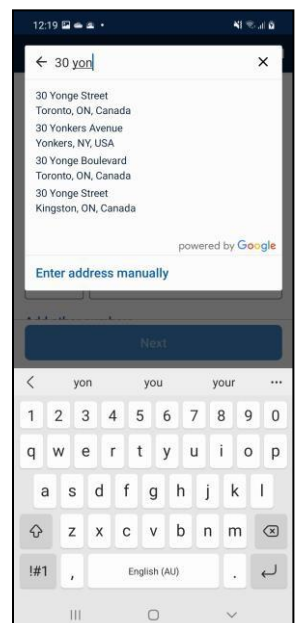 12:19
30 yon
30 Yonge Street
Toronto, ON, Canada
30 Yonkers Avenue
Yonkers, NY, USA
30 Yonge Boulevard
Toronto, ON, Canada
30 Yonge Street
Kingston, ON, Canada
powered by Google
Enter address manually
Next
yon you your ...
1 2 3 4 5 6 7 8 9 0
q w e r t y u i o p
a s d f g h j k l
z x c v b n m
!#1 , English (AU) .